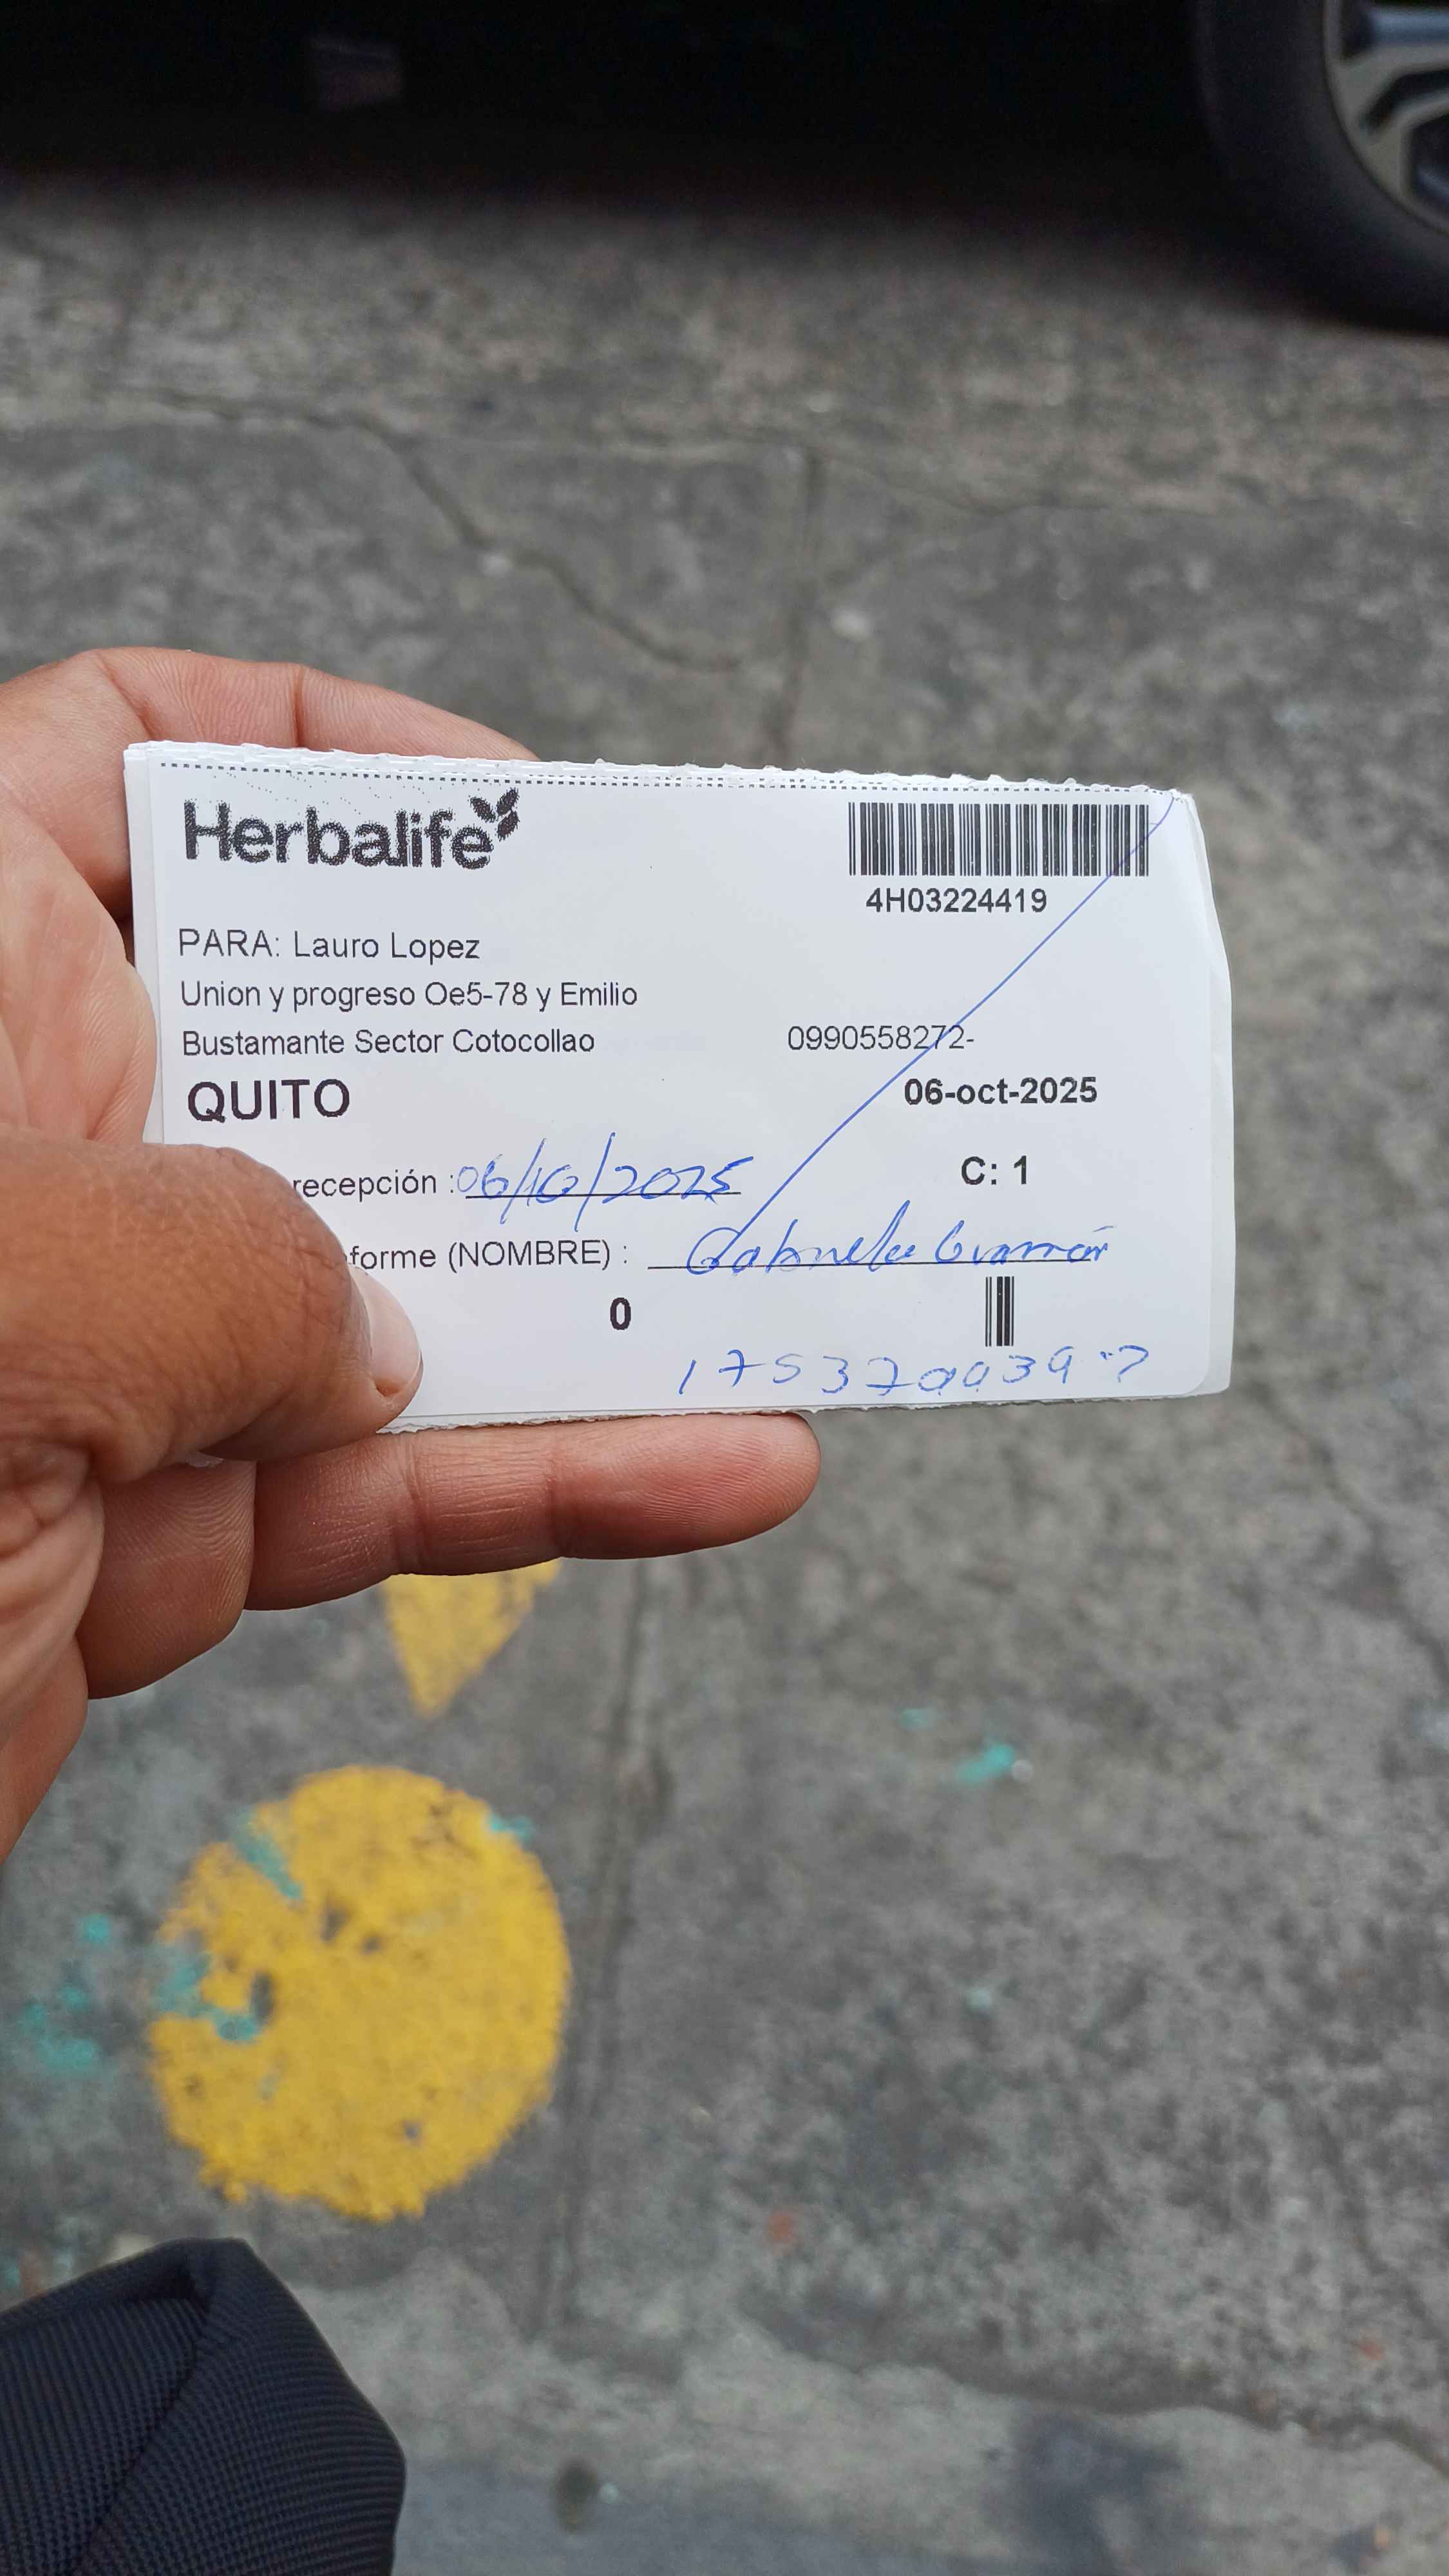 Herbalife
4H03224419
PARA: Lauro Lopez
Union y progreso Oe5-78 y Emilio
Bustamante Sector Cotocollao 0990558272-
QUITO
06-oct-2025
recepción : 06/10/2025
C: 1
forme (NOMBRE) : Gabriela
0